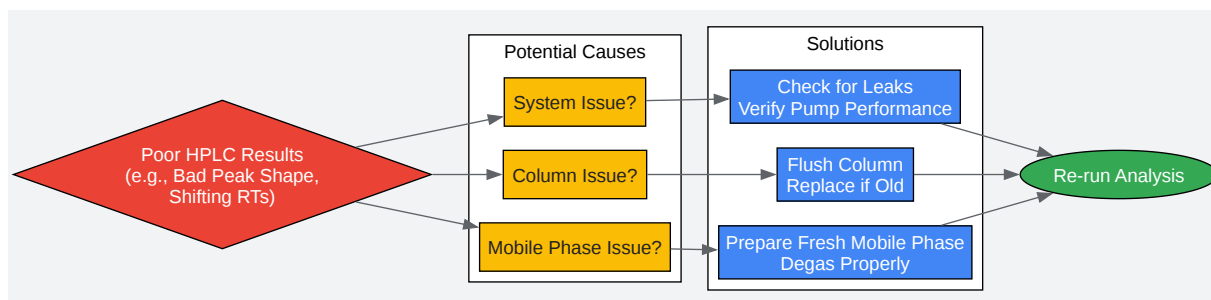 Poor HPLC Results
(e.g., Bad Peak Shape,
Shifting RTs)
Potential Causes
System Issue?
Column Issue?
Mobile Phase Issue?
Solutions
Check for Leaks
Verify Pump Performance
Flush Column
Replace if Old
Prepare Fresh Mobile Phase
Degas Properly
Re-run Analysis